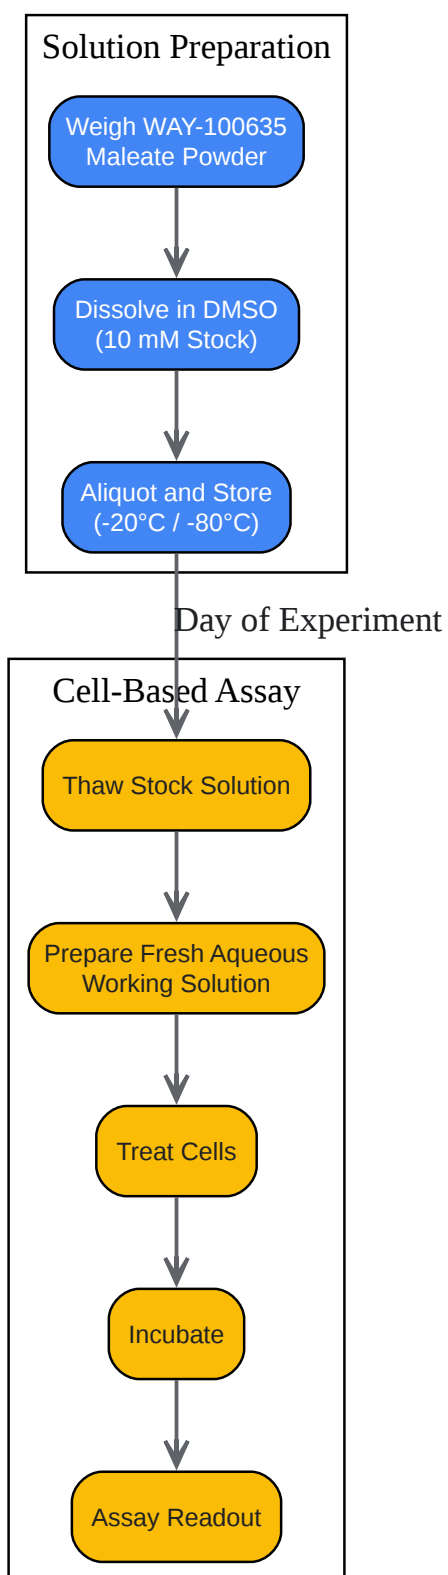 Solution Preparation
Weigh WAY-100635
Maleate Powder
Dissolve in DMSO
(10 mM Stock)
Aliquot and Store
(-20°C / -80°C)
Day of Experiment
Cell-Based Assay
Thaw Stock Solution
Prepare Fresh Aqueous
Working Solution
Treat Cells
Incubate
Assay Readout